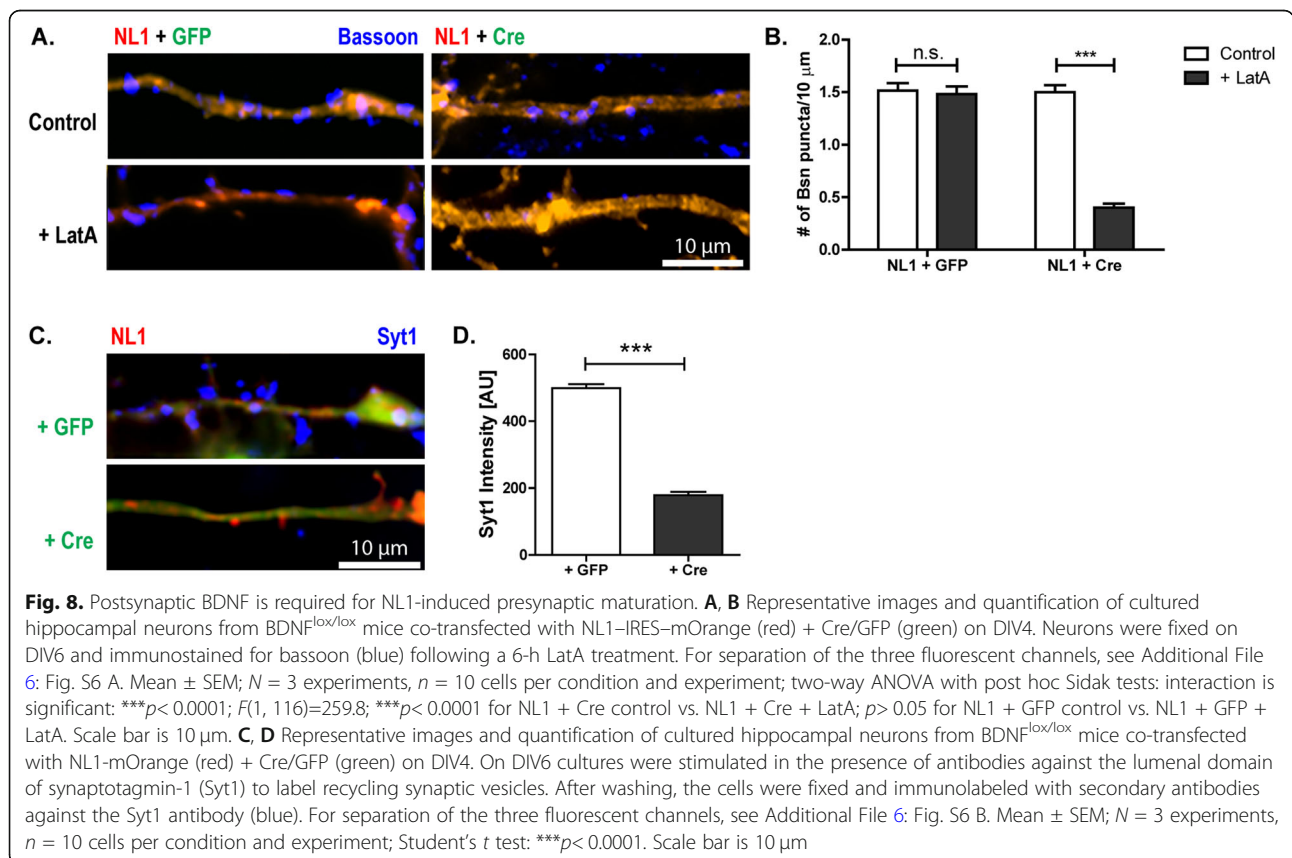 A.
NL1 + GFP Bassoon NL1 + Cre
Control
+ LatA
10 µm
B.
# of Bsn puncta/10 µm
2.0
1.5
1.0
0.5
0.0
n.s.
***
Control
+ LatA
NL1 + GFP NL1 + Cre
C.
NL1 Syt1
+ GFP
+ Cre
10 µm
D.
Syt1 Intensity [AU]
600
400
200
0
***
+ GFP + Cre
Fig. 8. Postsynaptic BDNF is required for NL1-induced presynaptic maturation. A, B Representative images and quantification of cultured
hippocampal neurons from BDNFlox/lox mice co-transfected with NL1–IRES–mOrange (red) + Cre/GFP (green) on DIV4. Neurons were fixed on
DIV6 and immunostained for bassoon (blue) following a 6-h LatA treatment. For separation of the three fluorescent channels, see Additional File
6: Fig. S6 A. Mean ± SEM; N = 3 experiments, n = 10 cells per condition and experiment; two-way ANOVA with post hoc Sidak tests: interaction is
significant: ***p< 0.0001; F(1, 116)=259.8; ***p< 0.0001 for NL1 + Cre control vs. NL1 + Cre + LatA; p> 0.05 for NL1 + GFP control vs. NL1 + GFP +
LatA. Scale bar is 10 µm. C, D Representative images and quantification of cultured hippocampal neurons from BDNFlox/lox mice co-transfected
with NL1-mOrange (red) + Cre/GFP (green) on DIV4. On DIV6 cultures were stimulated in the presence of antibodies against the lumenal domain
of synaptotagmin-1 (Syt1) to label recycling synaptic vesicles. After washing, the cells were fixed and immunolabeled with secondary antibodies
against the Syt1 antibody (blue). For separation of the three fluorescent channels, see Additional File 6: Fig. S6 B. Mean ± SEM; N = 3 experiments,
n = 10 cells per condition and experiment; Student's t test: ***p< 0.0001. Scale bar is 10 µm